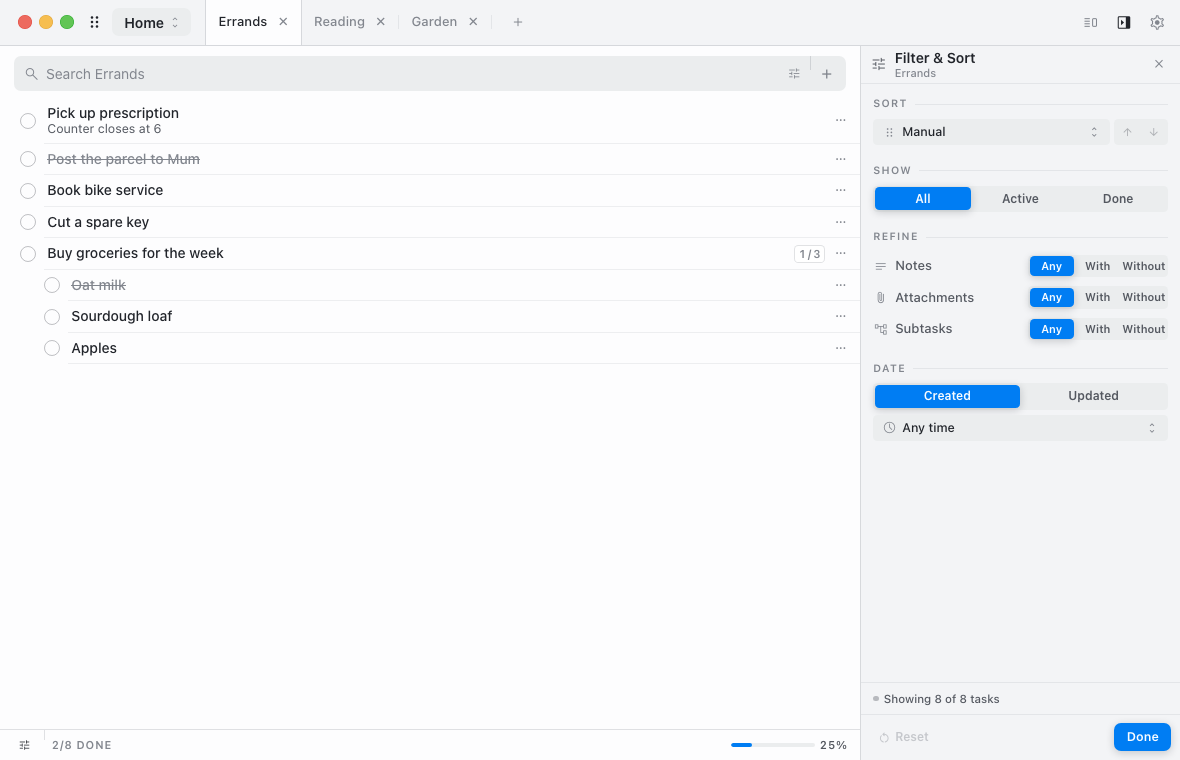 Home
Errands
Reading
Garden
Search Errands
Pick up prescription
Counter closes at 6
Post the parcel to Mum
Book bike service
Cut a spare key
Buy groceries for the week
1/3
Oat milk
Sourdough loaf
Apples
2/8 DONE
25%
Filter & Sort
Errands
SORT
Manual
SHOW
All Active Done
REFINE
Notes Any With Without
Attachments Any With Without
Subtasks Any With Without
DATE
Created Updated
Any time
Showing 8 of 8 tasks
Reset Done